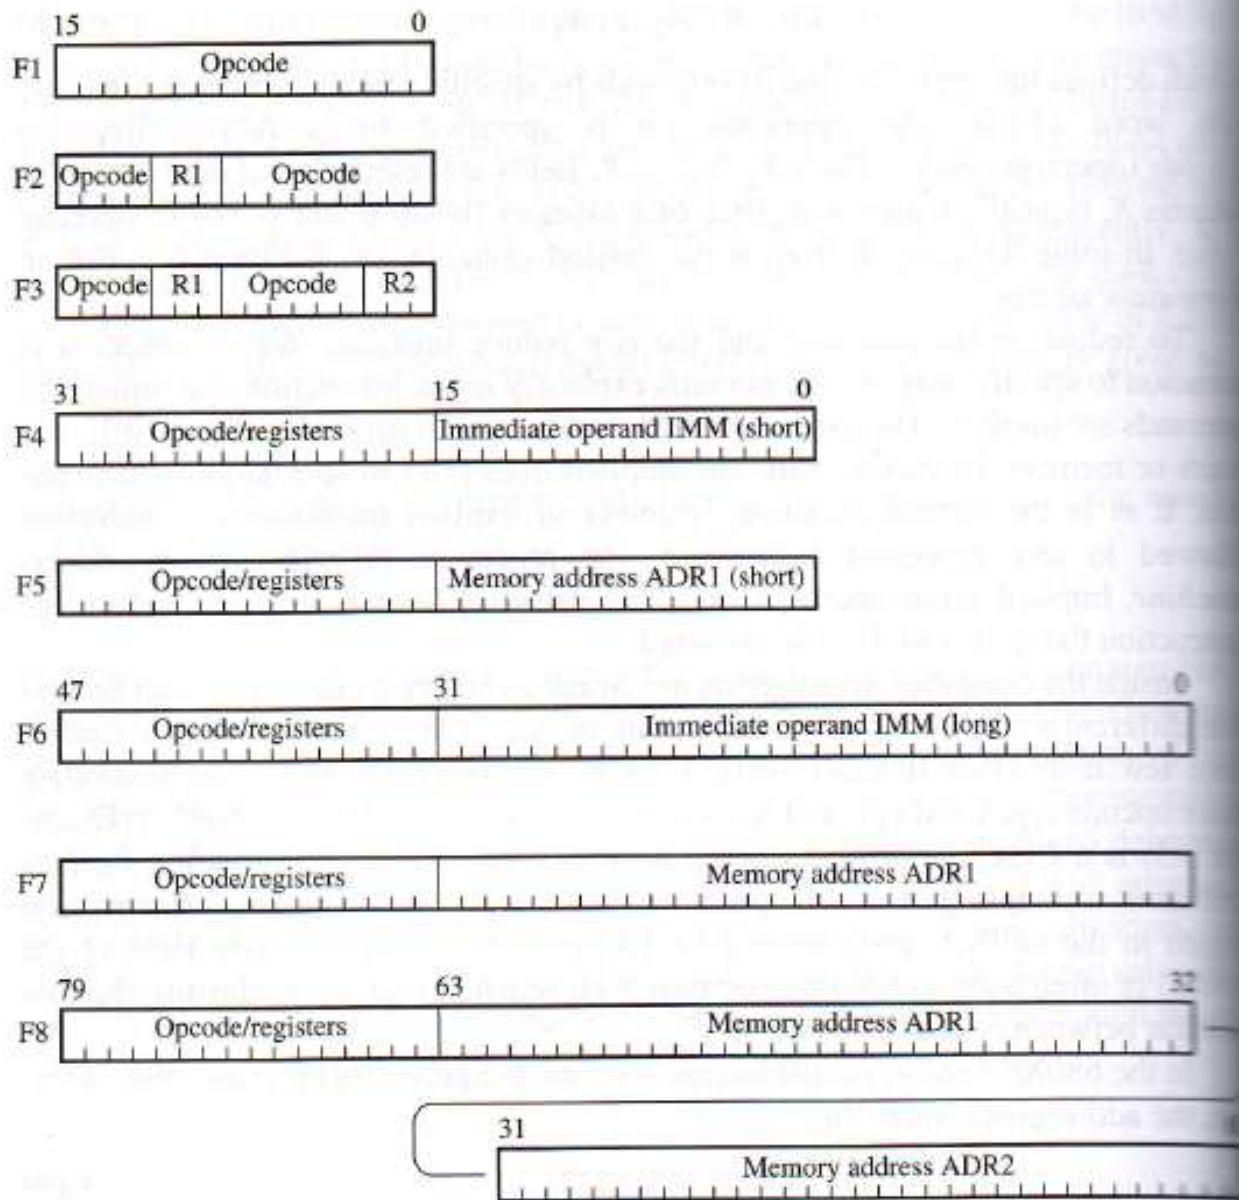 15 0
F1 Opcode
F2 Opcode R1 Opcode
F3 Opcode R1 Opcode R2
31 15 0
F4 Opcode/registers Immediate operand IMM (short)
F5 Opcode/registers Memory address ADR1 (short)
47 31 0
F6 Opcode/registers Immediate operand IMM (long)
F7 Opcode/registers Memory address ADR1
79 63 32
F8 Opcode/registers Memory address ADR1
31
Memory address ADR2